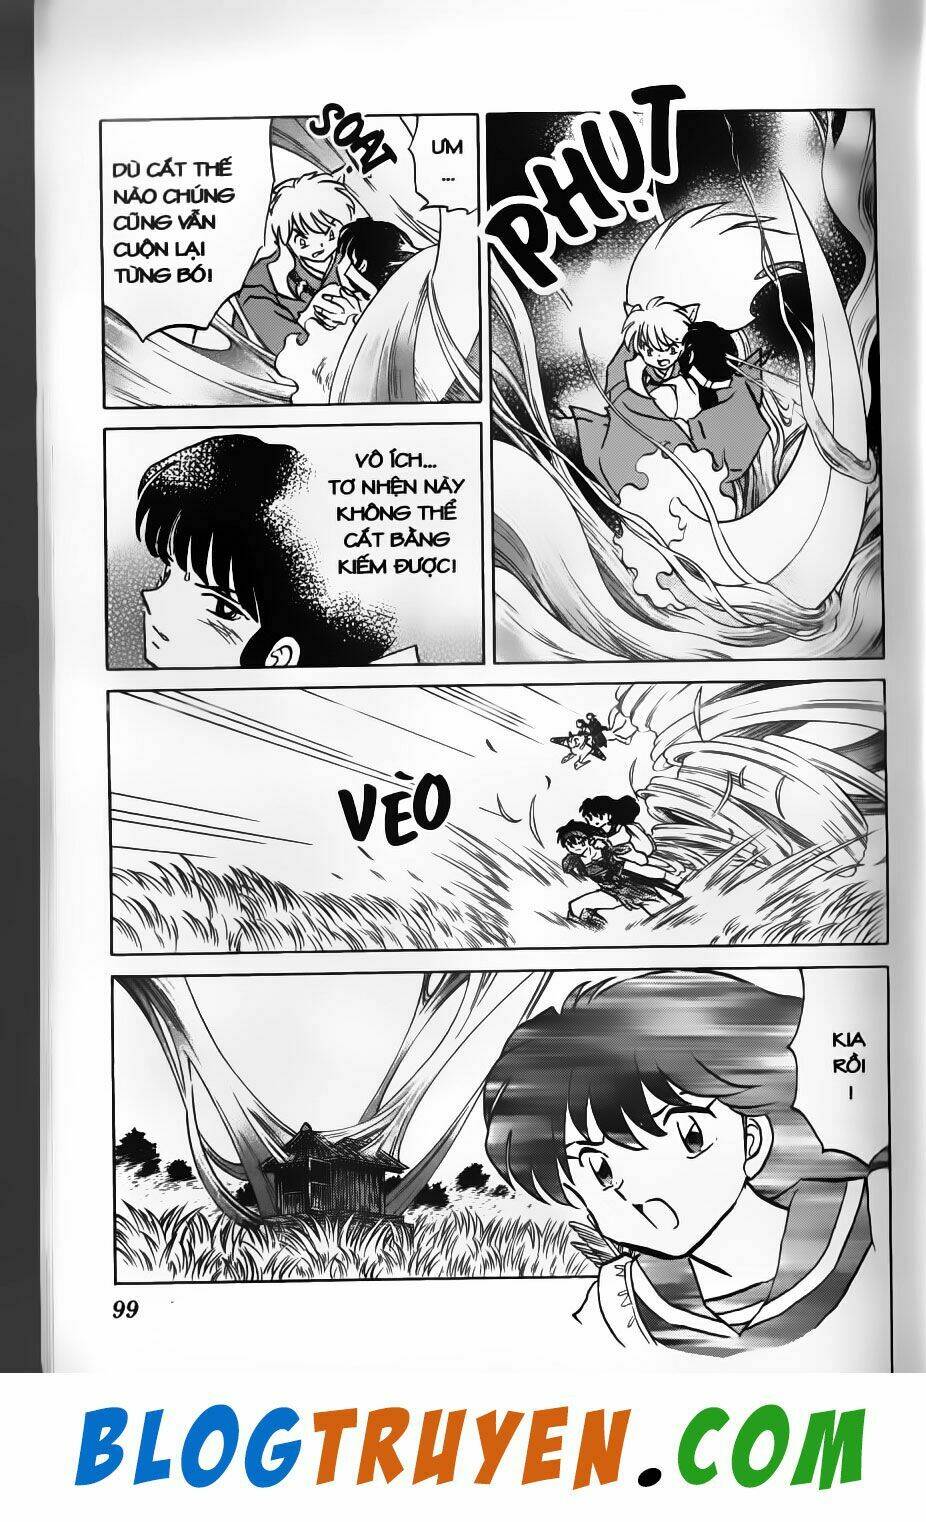 PHỤT
ƯM
...
SOẠT
DÙ CẮT THẾ
NÀO CHÚNG
CŨNG VẪN
CUỘN LẠI
TỪNG BÓ!
VÔ ÍCH...
TƠ NHỆN NÀY
KHÔNG THỂ
CẮT BẰNG
KIẾM ĐƯỢC!
VÈO
KIA
RỒI
!
99
BLOGTRUYEN.COM